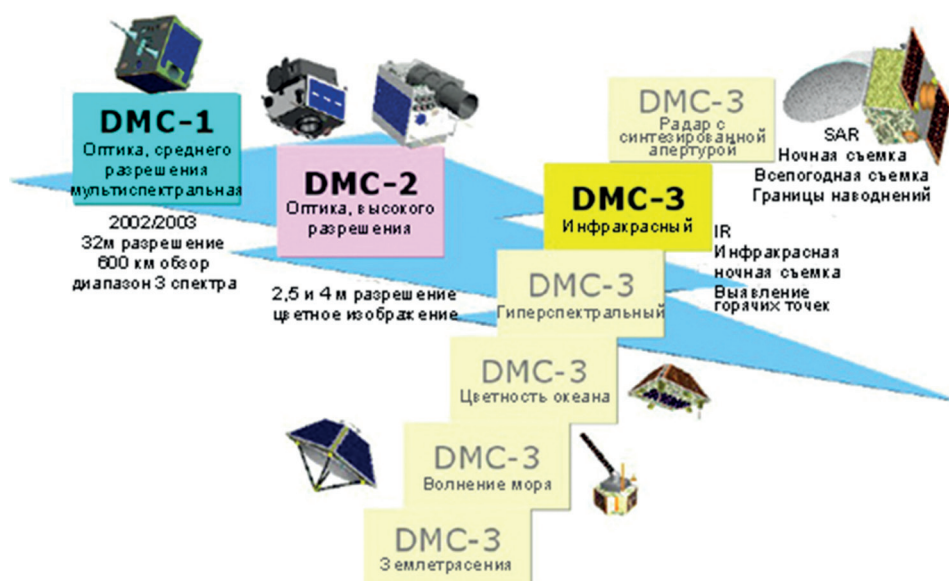 DMC-1
Оптика, среднего
разрешения
мультиспектральная
2002/2003
32м разрешение
600 км обзор
диапазон 3 спектра
DMC-2
Оптика, высокого
разрешения
2,5 и 4 м разрешение
цветное изображение
DMC-3
Радар с
синтезированной
апертурой
SAR
Ночная съемка
Всепогодная съемка
Границы наводнений
DMC-3
Инфракрасный
IR
Инфракрасная
ночная съемка
Выявление
горячих точек
DMC-3
Гиперспектральный
DMC-3
Цветность океана
DMC-3
Волнение моря
DMC-3
Землетрясения